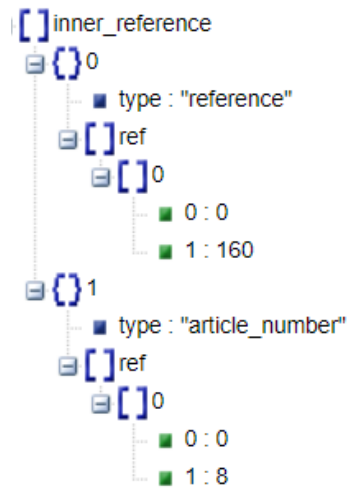 [ ] inner_reference
{ } 0
type : "reference"
[ ] ref
[ ] 0
0 : 0
1 : 160
{ } 1
type : "article_number"
[ ] ref
[ ] 0
0 : 0
1 : 8